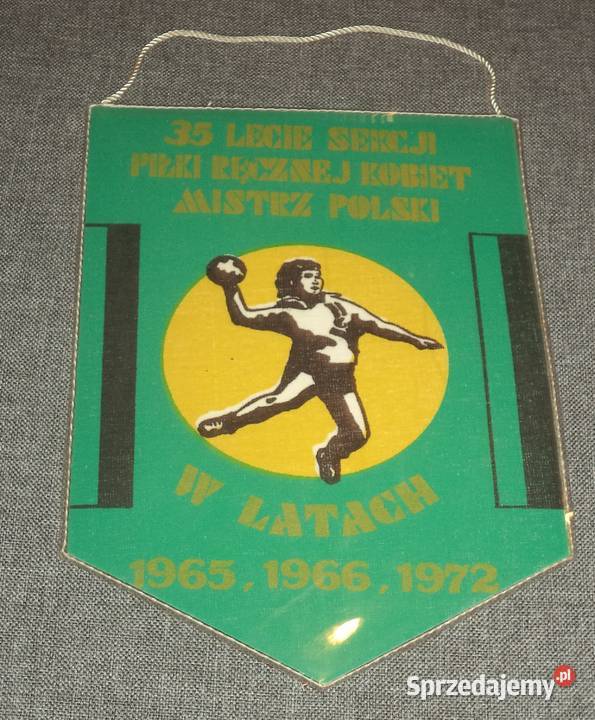 35 LECIE SEKCJI
PIŁKI RĘCZNEJ KOBIET
MISTRZ POLSKI
W LATACH
1965, 1966, 1972
Sprzedajemy.pl